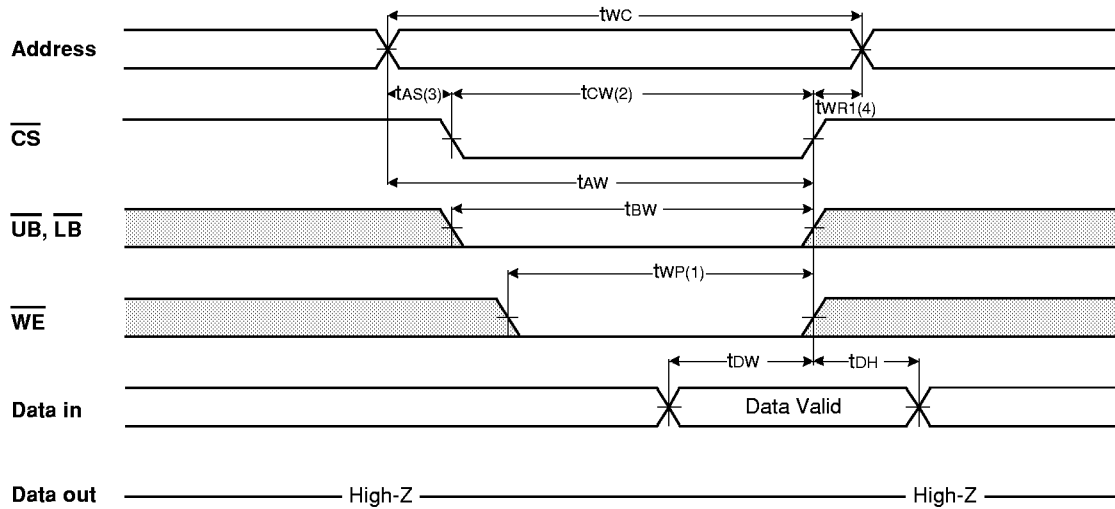 tWC
Address
tAS(3) tCW(2) tWR1(4)
CS
tAW
UB, LB
tBW
tWP(1)
WE
tDW tDH
Data in Data Valid
Data out High-Z High-Z